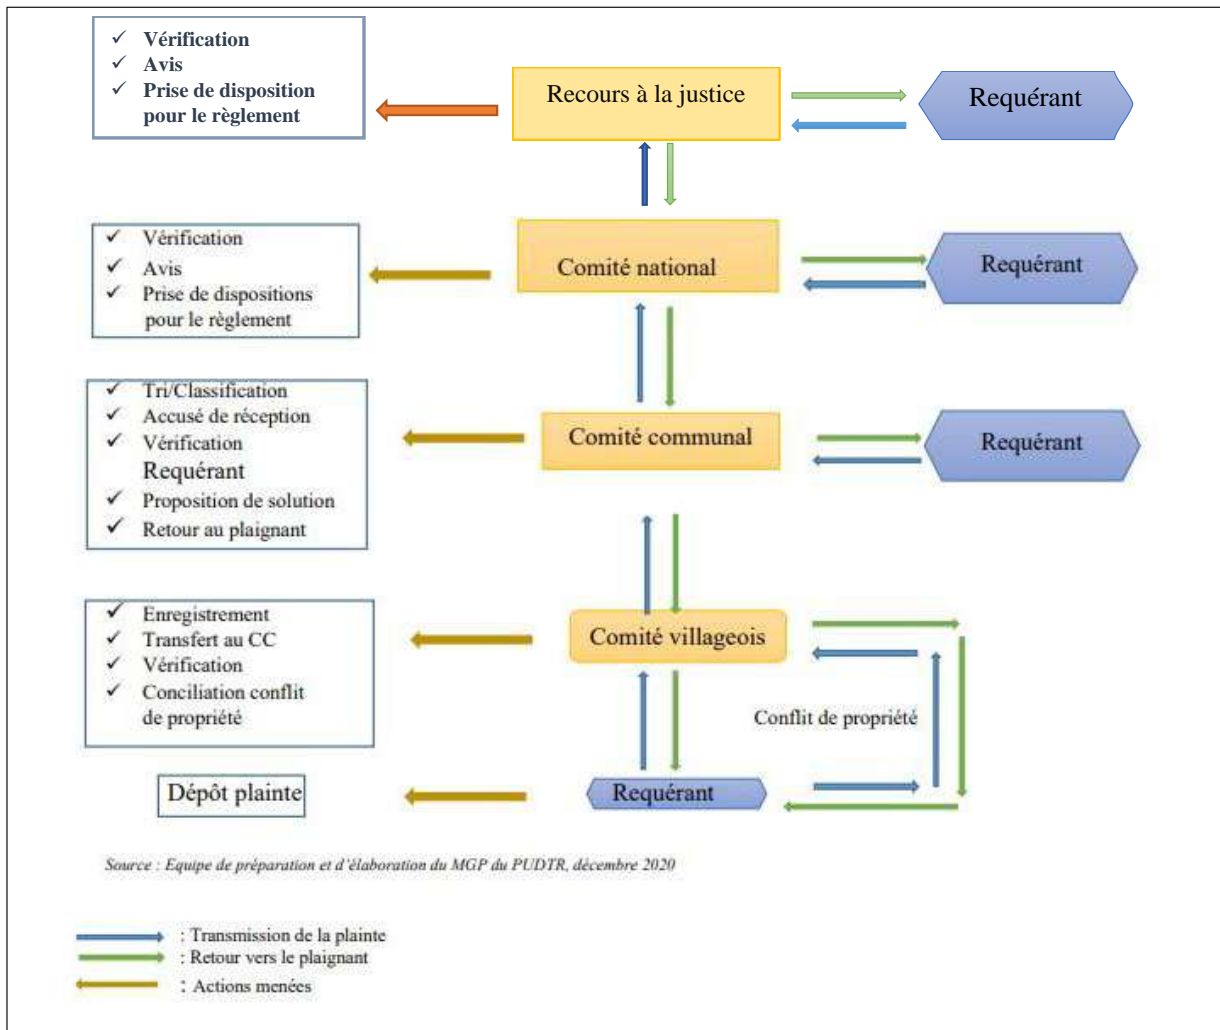 ✓ Vérification
✓ Avis
✓ Prise de disposition
pour le règlement
Recours à la justice
Requérant
✓ Vérification
✓ Avis
✓ Prise de dispositions
pour le règlement
Comité national
Requérant
✓ Tri/Classification
✓ Accusé de réception
✓ Vérification
Requérant
✓ Proposition de solution
✓ Retour au plaignant
Comité communal
Requérant
✓ Enregistrement
✓ Transfert au CC
✓ Vérification
✓ Conciliation conflit
de propriété
Comité villageois
Conflit de propriété
Dépôt plainte
Requérant
Source : Equipe de préparation et d'élaboration du MGP du PUDTR, décembre 2020
: Transmission de la plainte
: Retour vers le plaignant
: Actions menées